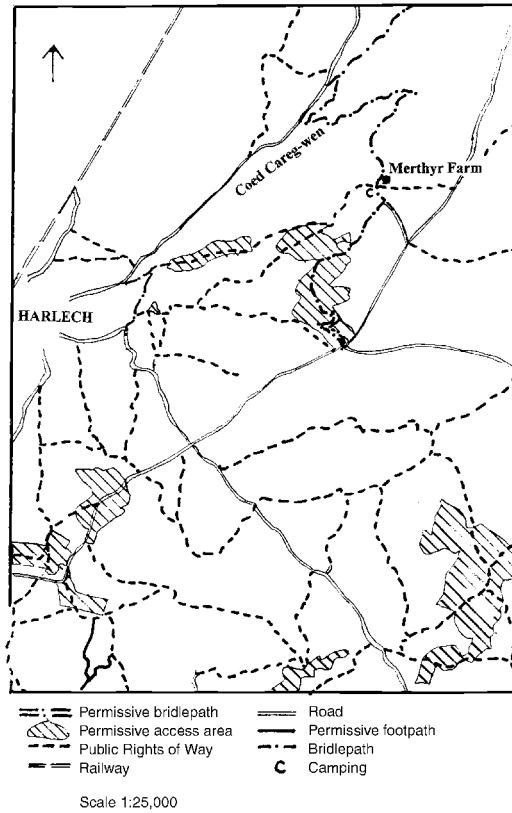 Coed Careg-wen
Merthyr Farm
C
HARLECH
Permissive bridlepath
Permissive access area
Public Rights of Way
Railway
Road
Permissive footpath
Bridlepath
C Camping
Scale 1:25,000